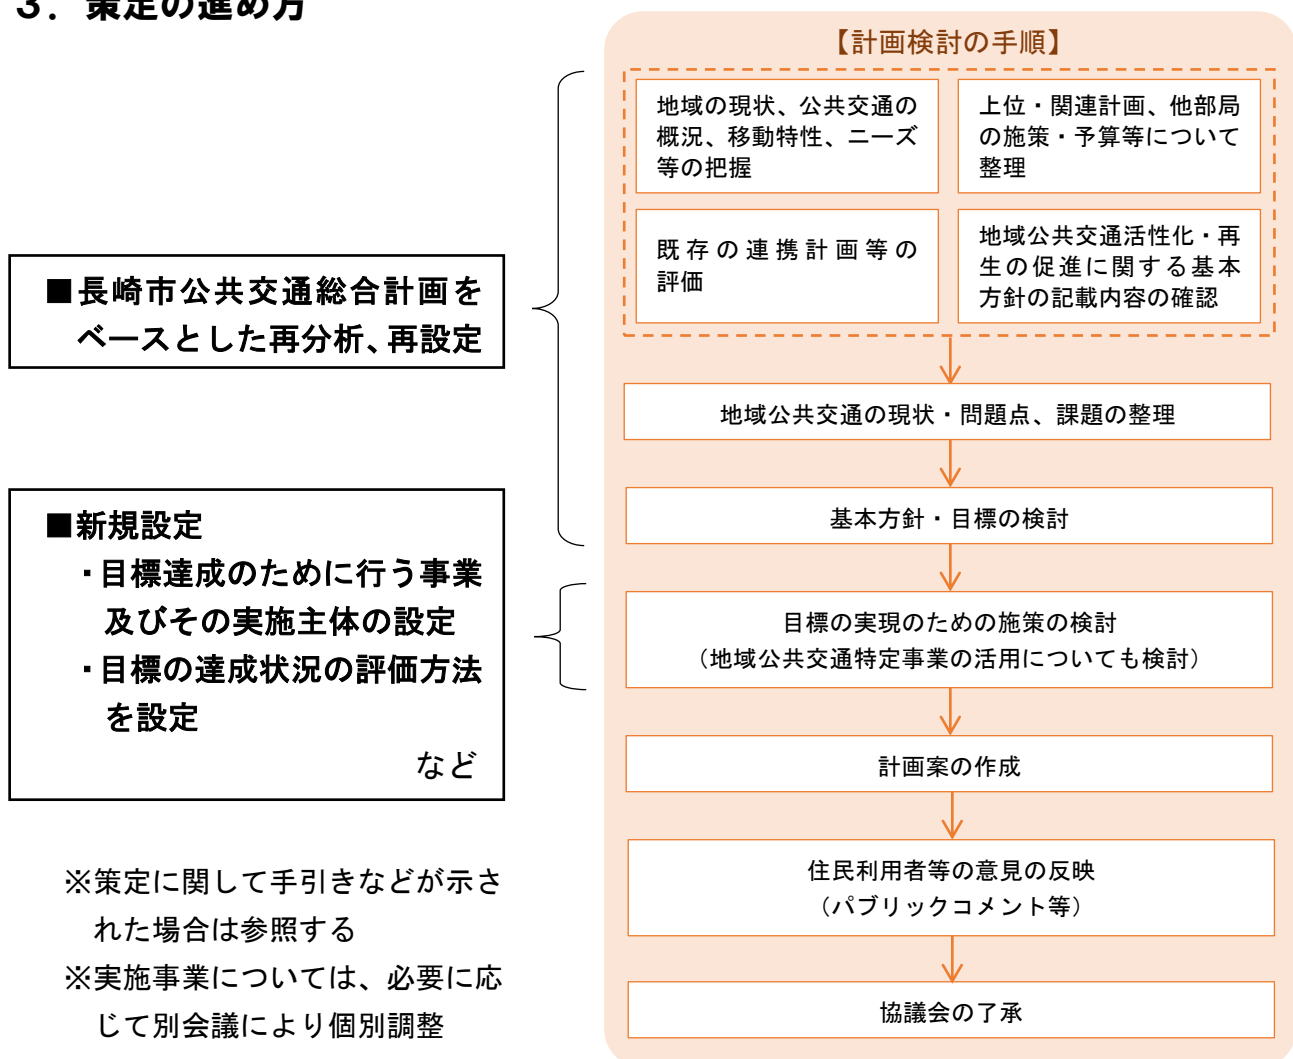 3．策定の進め方
■長崎市公共交通総合計画を
ベースとした再分析、再設定
■新規設定
・目標達成のために行う事業
及びその実施主体の設定
・目標の達成状況の評価方法
を設定
など
※策定に関して手引きなどが示さ
れた場合は参照する
※実施事業については、必要に応
じて別会議により個別調整
【計画検討の手順】
地域の現状、公共交通の
概況、移動特性、ニーズ
等の把握
上位・関連計画、他部局
の施策・予算等について
整理
既存の連携計画等の
評価
地域公共交通活性化・再
生の促進に関する基本
方針の記載内容の確認
地域公共交通の現状・問題点、課題の整理
基本方針・目標の検討
目標の実現のための施策の検討
（地域公共交通特定事業の活用についても検討）
計画案の作成
住民利用者等の意見の反映
（パブリックコメント等）
協議会の了承